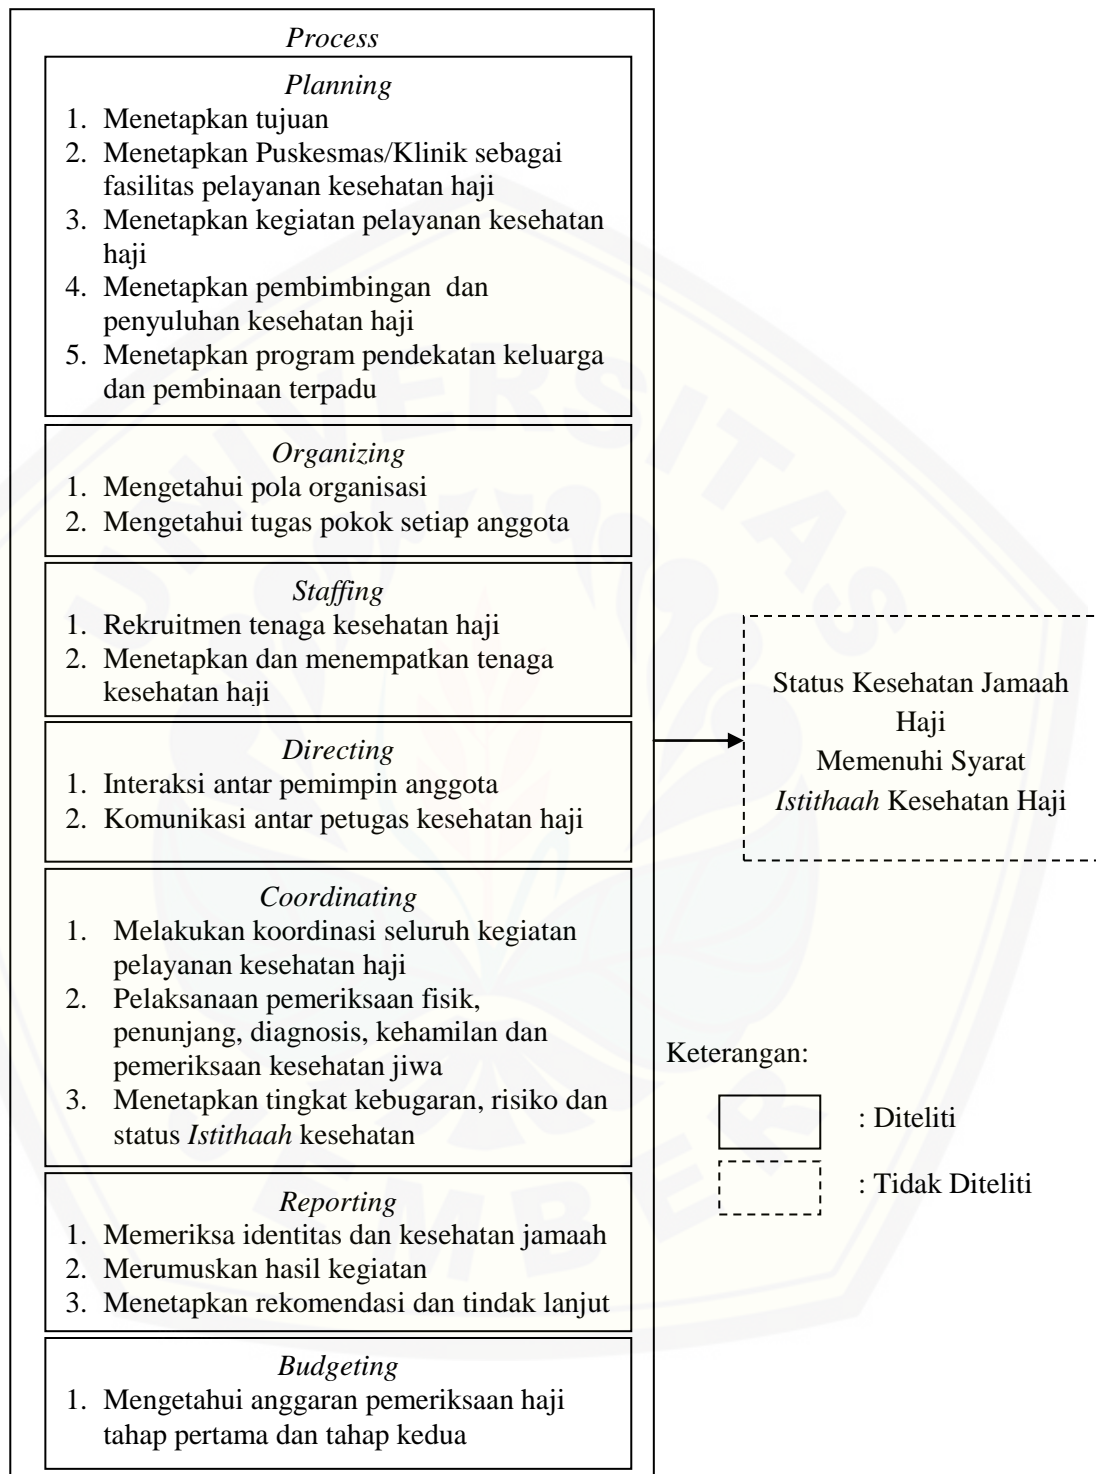 Process
Planning
1. Menetapkan tujuan
2. Menetapkan Puskesmas/Klinik sebagai
fasilitas pelayanan kesehatan haji
3. Menetapkan kegiatan pelayanan kesehatan
haji
4. Menetapkan pembimbingan dan
penyuluhan kesehatan haji
5. Menetapkan program pendekatan keluarga
dan pembinaan terpadu
Organizing
1. Mengetahui pola organisasi
2. Mengetahui tugas pokok setiap anggota
Staffing
1. Rekruitmen tenaga kesehatan haji
2. Menetapkan dan menempatkan tenaga
kesehatan haji
Directing
1. Interaksi antar pemimpin anggota
2. Komunikasi antar petugas kesehatan haji
Coordinating
1. Melakukan koordinasi seluruh kegiatan
pelayanan kesehatan haji
2. Pelaksanaan pemeriksaan fisik,
penunjang, diagnosis, kehamilan dan
pemeriksaan kesehatan jiwa
3. Menetapkan tingkat kebugaran, risiko dan
status Istithaah kesehatan
Reporting
1. Memeriksa identitas dan kesehatan jamaah
2. Merumuskan hasil kegiatan
3. Menetapkan rekomendasi dan tindak lanjut
Budgeting
1. Mengetahui anggaran pemeriksaan haji
tahap pertama dan tahap kedua
Status Kesehatan Jamaah
Haji
Memenuhi Syarat
Istithaah Kesehatan Haji
Keterangan:
: Diteliti
: Tidak Diteliti
UNIVERSITAS
JEMBER